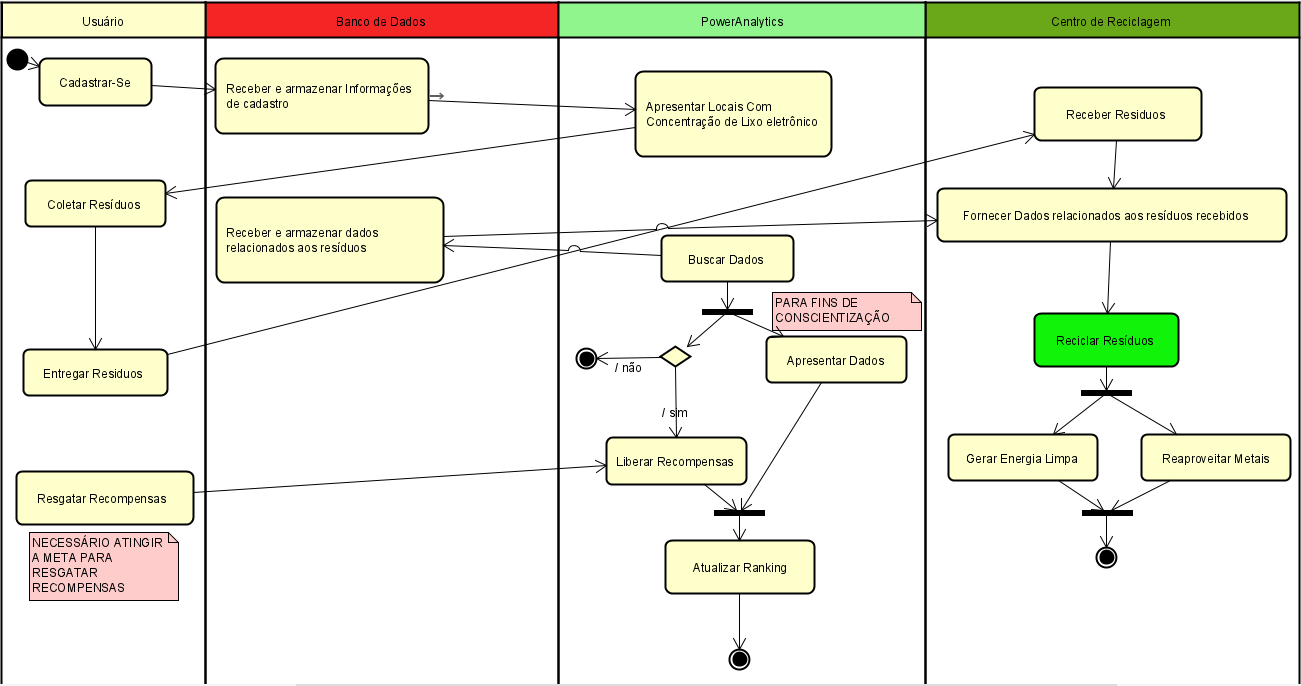 Usuário
Banco de Dados
PowerAnalytics
Centro de Reciclagem
Cadastrar-Se
Receber e armazenar Informações
de cadastro
Apresentar Locais Com
Concentração de Lixo eletrônico
Receber Residuos
Coletar Resíduos
Receber e armazenar dados
relacionados aos resíduos
Fornecer Dados relacionados aos resíduos recebidos
Buscar Dados
PARA FINS DE
CONSCIENTIZAÇÃO
Entregar Residuos
/ não
Apresentar Dados
Reciclar Resíduos
/ sim
Liberar Recompensas
Gerar Energia Limpa
Reaproveitar Metais
Resgatar Recompensas
NECESSÁRIO ATINGIR
A META PARA
RESGATAR
RECOMPENSAS
Atualizar Ranking